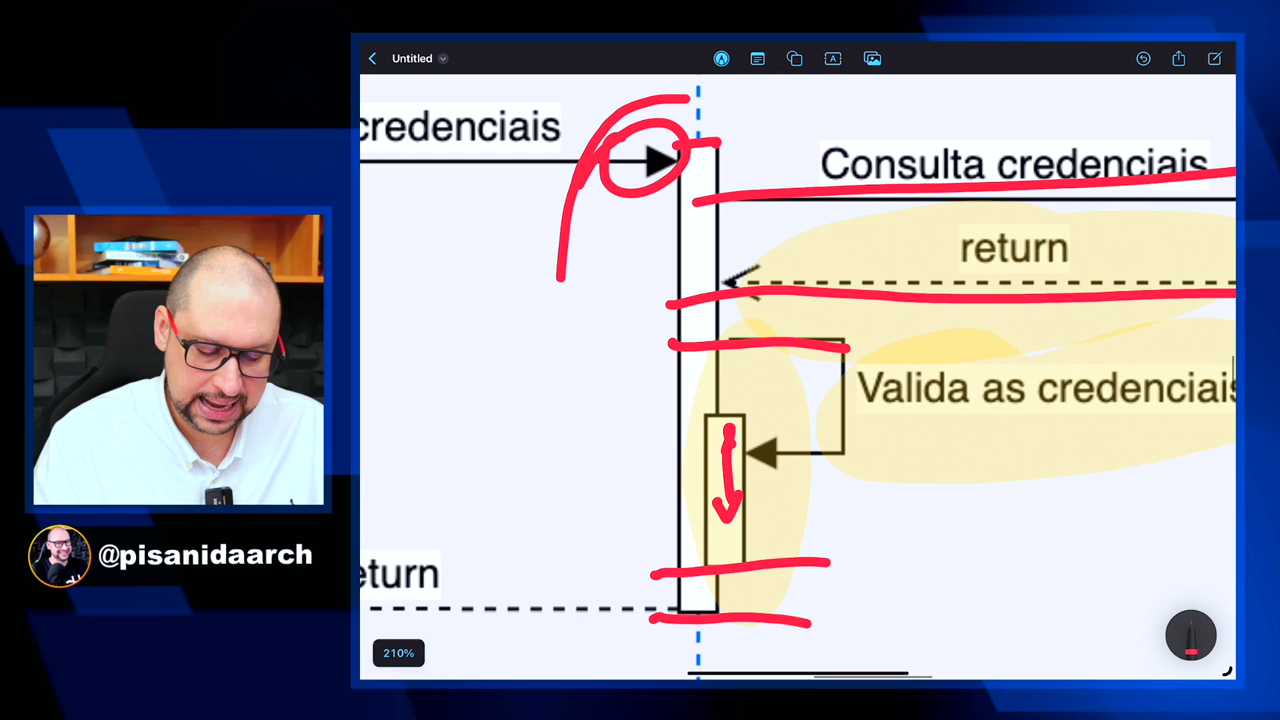 Untitled
credenciais
Consulta credenciais
return
Valida as credenciais
eturn
210%
@pisanidaarch